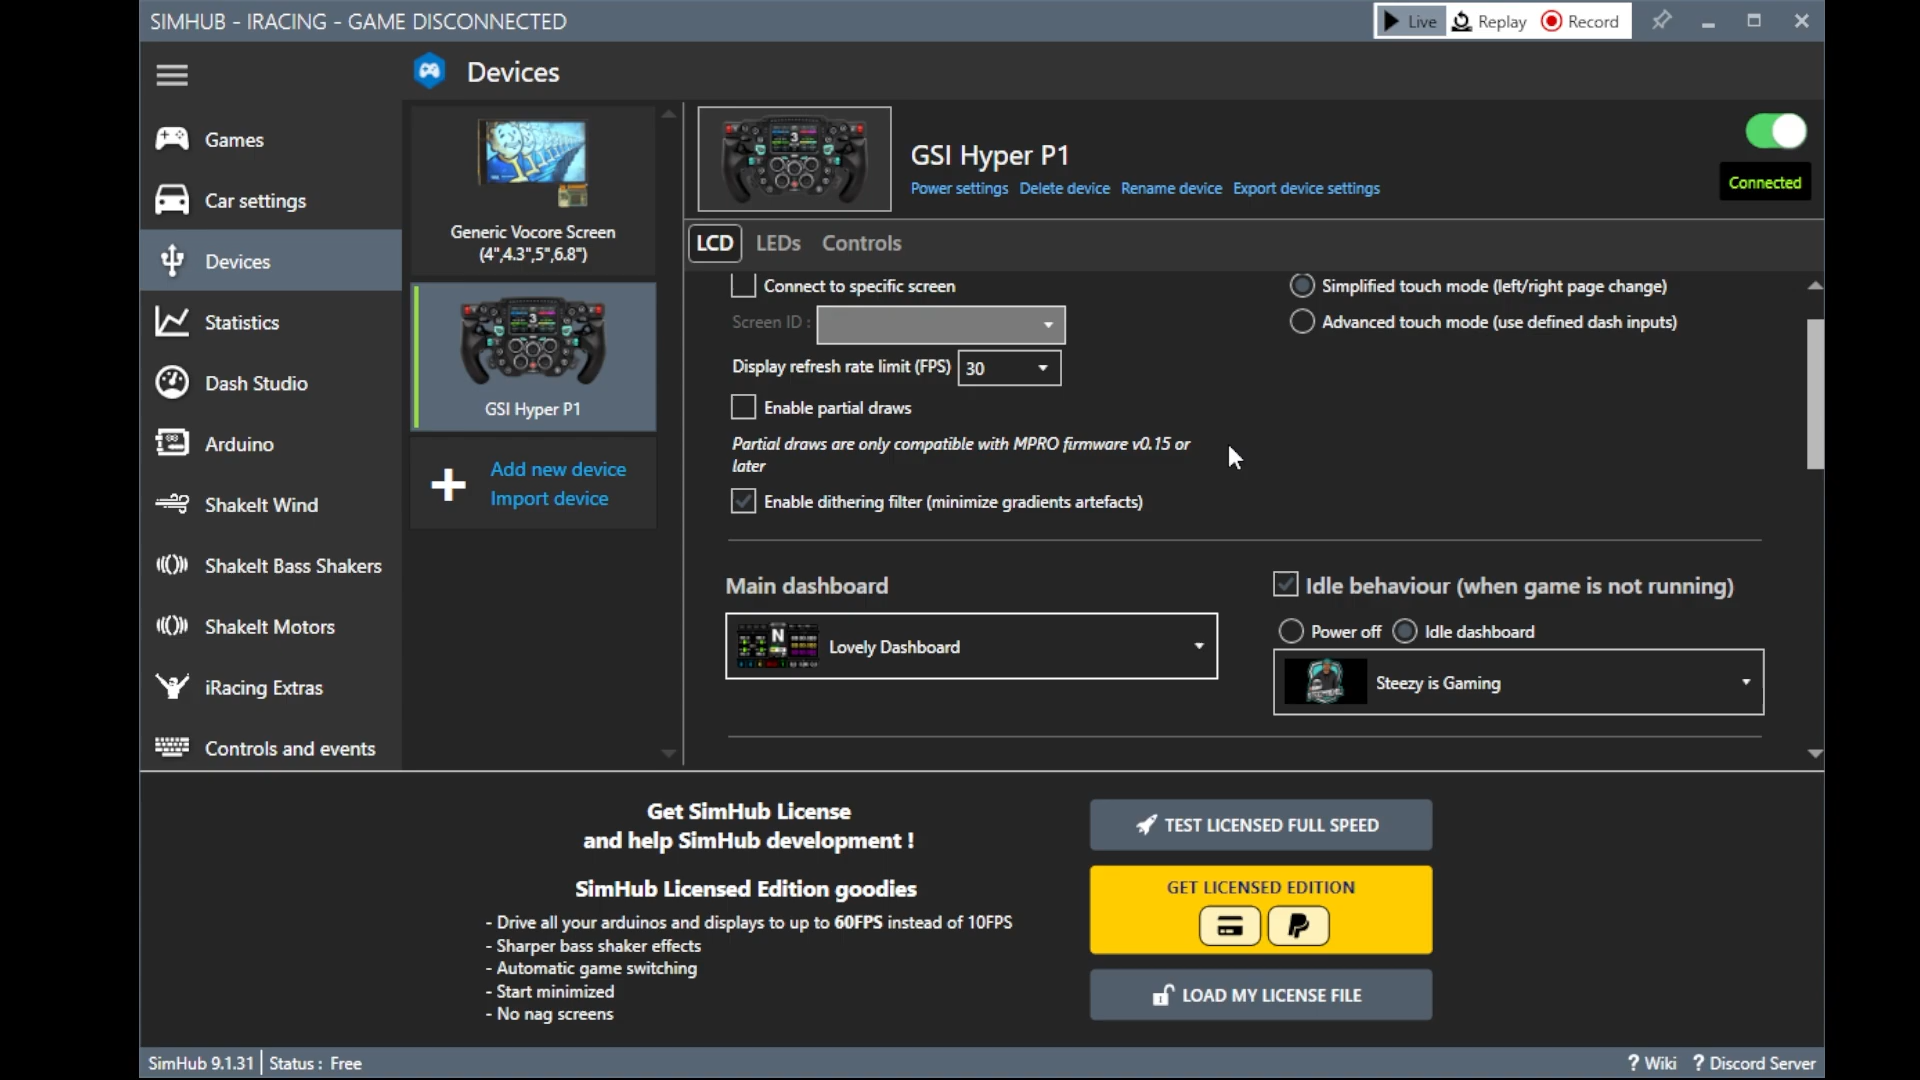 SIMHUB - IRACING - GAME DISCONNECTED
Live
Replay
Record
Devices
Games
Car settings
Devices
Statistics
Dash Studio
Arduino
ShakeIt Wind
ShakeIt Bass Shakers
ShakeIt Motors
iRacing Extras
Controls and events
Generic Vocore Screen
(4",4.3",5",6.8")
3
GSI Hyper P1
Add new device
Import device
3
GSI Hyper P1
Power settings Delete device Rename device Export device settings
Connected
LCD LEDs Controls
Connect to specific screen
Screen ID :
Display refresh rate limit (FPS) 30
Enable partial draws
Partial draws are only compatible with MPRO firmware v0.15 or
later
Enable dithering filter (minimize gradients artefacts)
Simplified touch mode (left/right page change)
Advanced touch mode (use defined dash inputs)
Main dashboard
N
Lovely Dashboard
Idle behaviour (when game is not running)
Power off Idle dashboard
Steezy is Gaming
Get SimHub License
and help SimHub development !
SimHub Licensed Edition goodies
- Drive all your arduinos and displays to up to 60FPS instead of 10FPS
- Sharper bass shaker effects
- Automatic game switching
- Start minimized
- No nag screens
TEST LICENSED FULL SPEED
GET LICENSED EDITION
LOAD MY LICENSE FILE
SimHub 9.1.31 Status : Free
? Wiki ? Discord Server